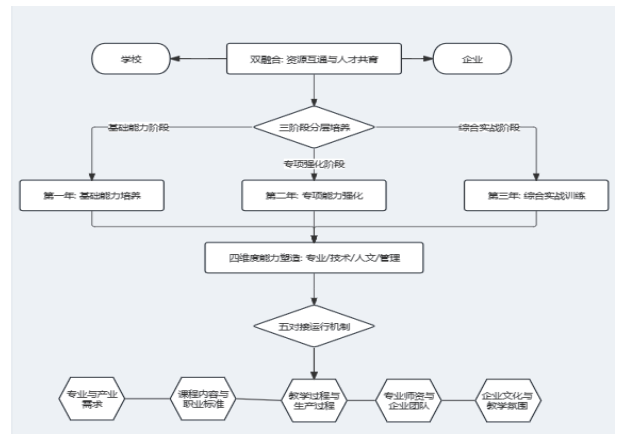 学校
双融合: 资源互通与人才共育
企业
三阶段分层培养
基础能力阶段
综合实战阶段
专项强化阶段
第一年: 基础能力培养
第二年: 专项能力强化
第三年: 综合实战训练
四维度能力塑造: 专业/技术/人文/管理
五对接运行机制
专业与产业
需求
课程内容与
职业标准
教学过程与
生产过程
专业师资与
企业团队
企业文化与
教学氛围